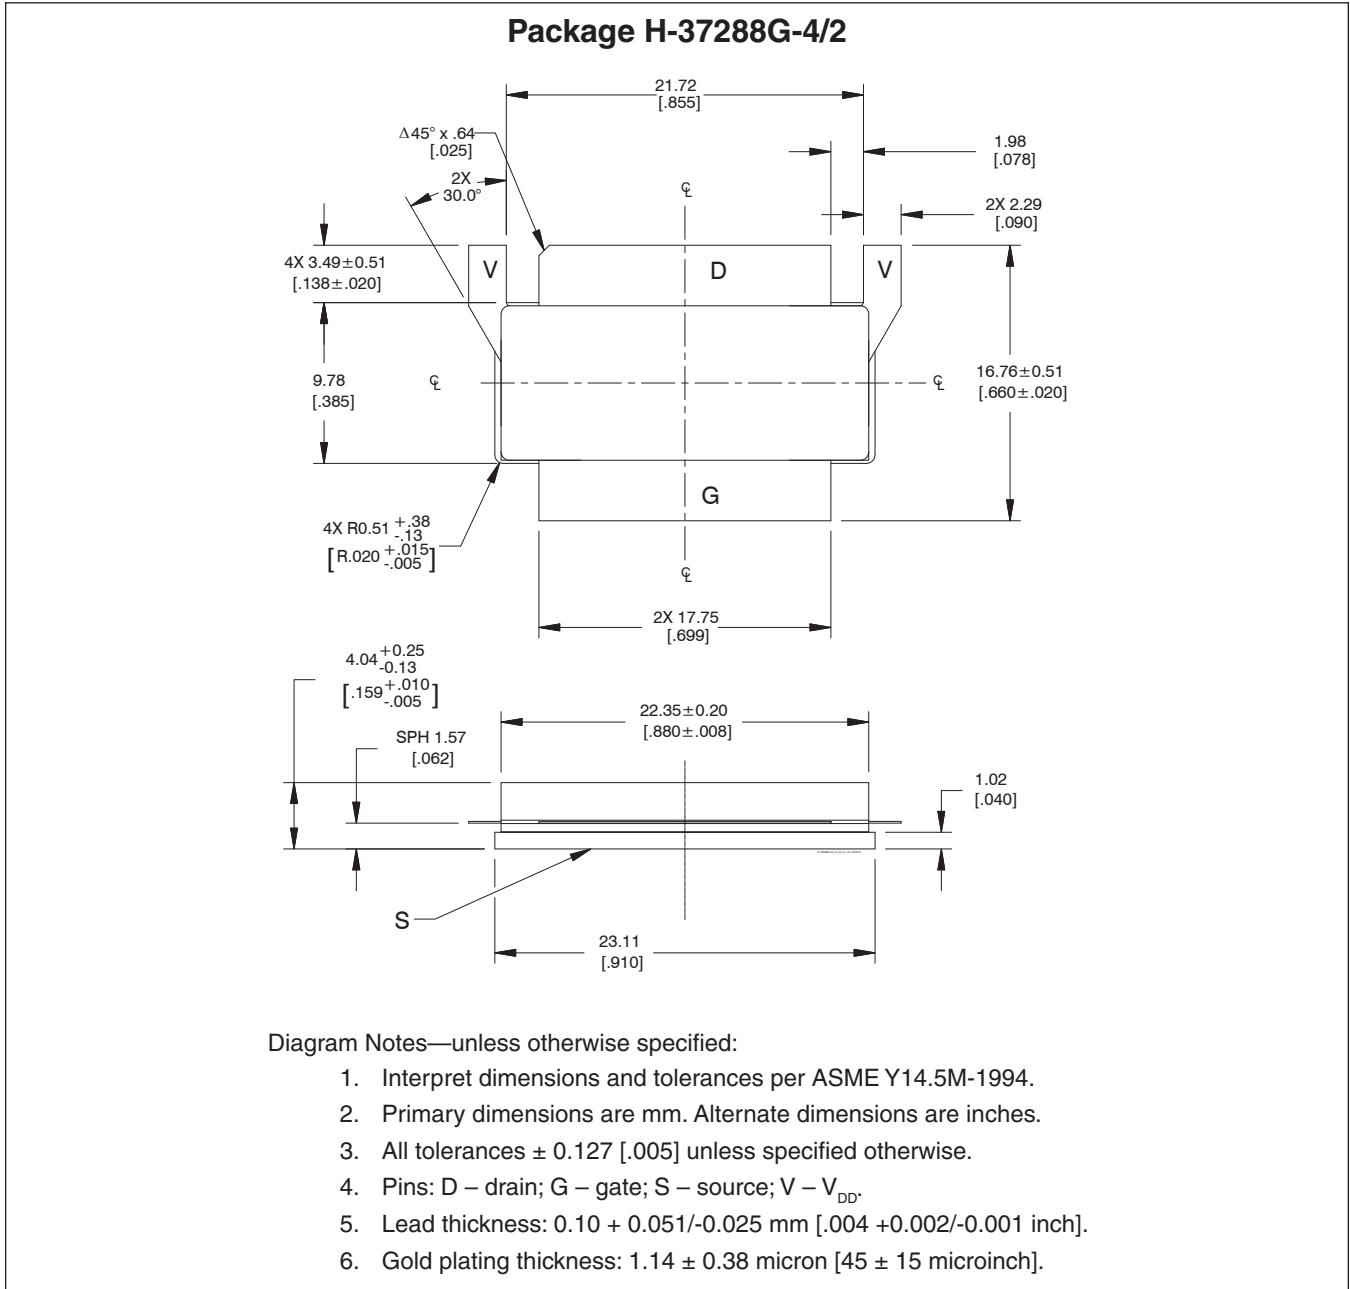 Package H-37288G-4/2
21.72
[.855]
Δ45° x .64
[.025]
1.98
[.078]
2X
30.0°
℄
2X 2.29
[.090]
4X 3.49±0.51
[.138±.020]
V
D
V
9.78
[.385]
℄
℄
16.76±0.51
[.660±.020]
G
4X R0.51 +.38
-.13
[R.020 +.015
-.005]
℄
2X 17.75
[.699]
4.04 +0.25
-0.13
[.159 +.010
-.005]
22.35±0.20
[.880±.008]
SPH 1.57
[.062]
1.02
[.040]
S
23.11
[.910]
Diagram Notes—unless otherwise specified:
1. Interpret dimensions and tolerances per ASME Y14.5M-1994.
2. Primary dimensions are mm. Alternate dimensions are inches.
3. All tolerances ± 0.127 [.005] unless specified otherwise.
4. Pins: D – drain; G – gate; S – source; V – VDD.
5. Lead thickness: 0.10 + 0.051/-0.025 mm [.004 +0.002/-0.001 inch].
6. Gold plating thickness: 1.14 ± 0.38 micron [45 ± 15 microinch].